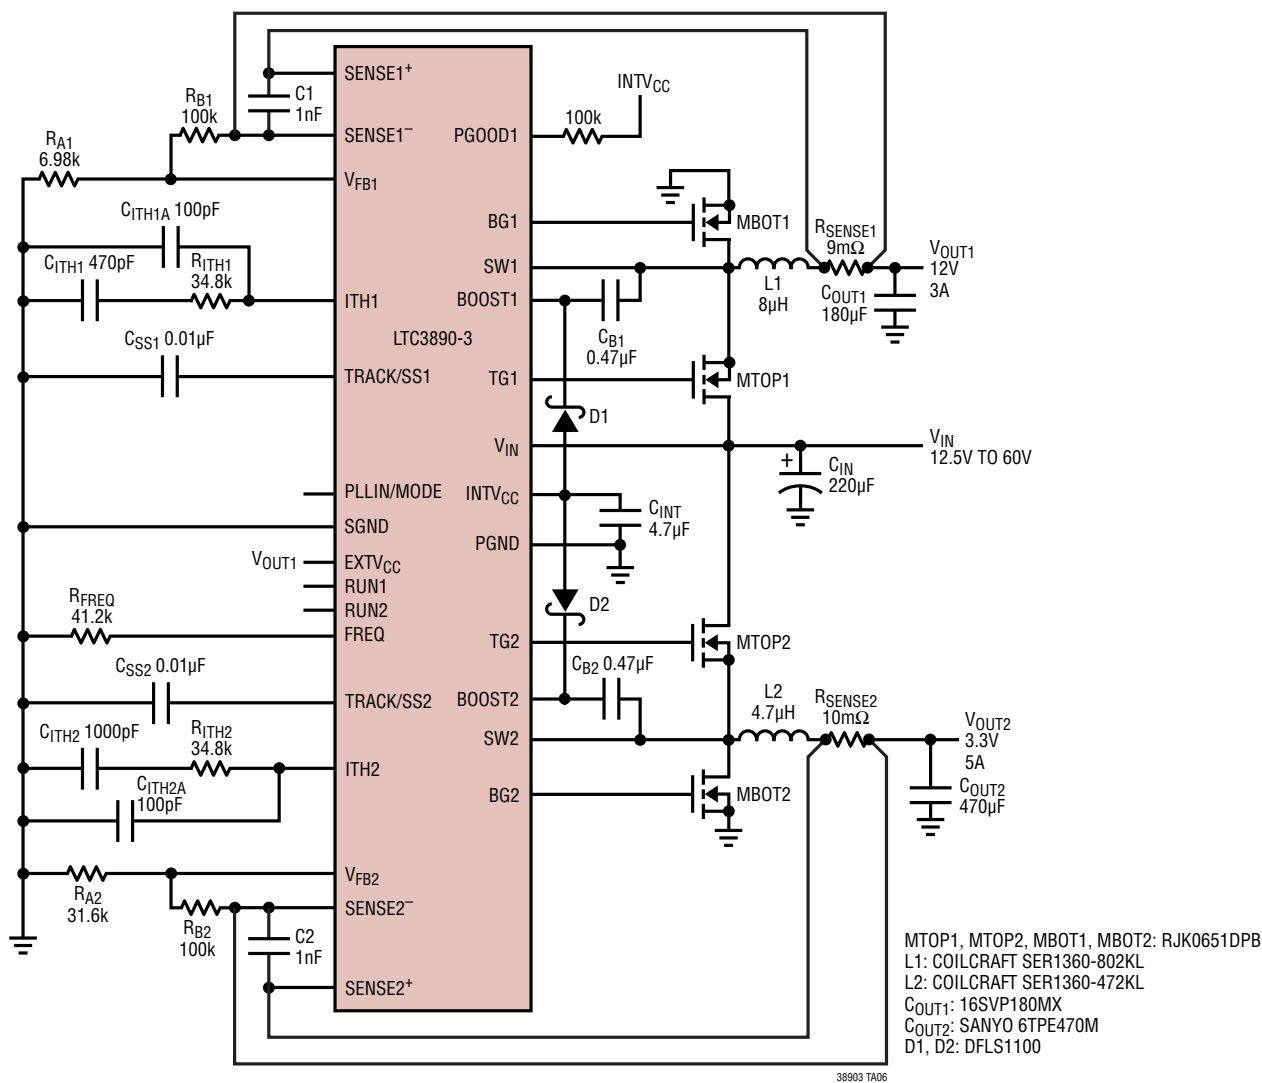 SENSE1+
C1
1nF
RB1
100k
SENSE1–
RA1
6.98k
VFB1
CITH1A 100pF
CITH1 470pF
RITH1
34.8k
ITH1
CSS1 0.01µF
TRACK/SS1
LTC3890-3
PLLIN/MODE
SGND
VOUT1
EXTVCC
RUN1
RUN2
RFREQ
41.2k
FREQ
CSS2 0.01µF
TRACK/SS2
CITH2 1000pF
RITH2
34.8k
ITH2
CITH2A
100pF
VFB2
RA2
31.6k
SENSE2–
RB2
100k
C2
1nF
SENSE2+
INTVCC
100k
PGOOD1
BG1
MBOT1
RSENSE1
9mΩ
VOUT1
12V
3A
SW1
L1
8µH
COUT1
180µF
BOOST1
CB1
0.47µF
TG1
MTOP1
D1
VIN
VIN
12.5V TO 60V
+
CIN
220µF
INTVCC
CINT
4.7µF
PGND
D2
TG2
MTOP2
CB2 0.47µF
BOOST2
L2
4.7µH
RSENSE2
10mΩ
VOUT2
3.3V
5A
SW2
COUT2
470µF
BG2
MBOT2
MTOP1, MTOP2, MBOT1, MBOT2: RJK0651DPB
L1: COILCRAFT SER1360-802KL
L2: COILCRAFT SER1360-472KL
COUT1: 16SVP180MX
COUT2: SANYO 6TPE470M
D1, D2: DFLS1100
38903 TA06